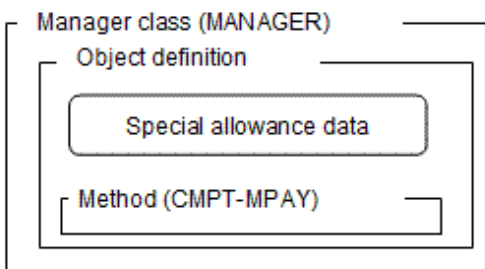 Manager class (MANAGER)
Object definition
Special allowance data
Method (CMPT-MPAY)